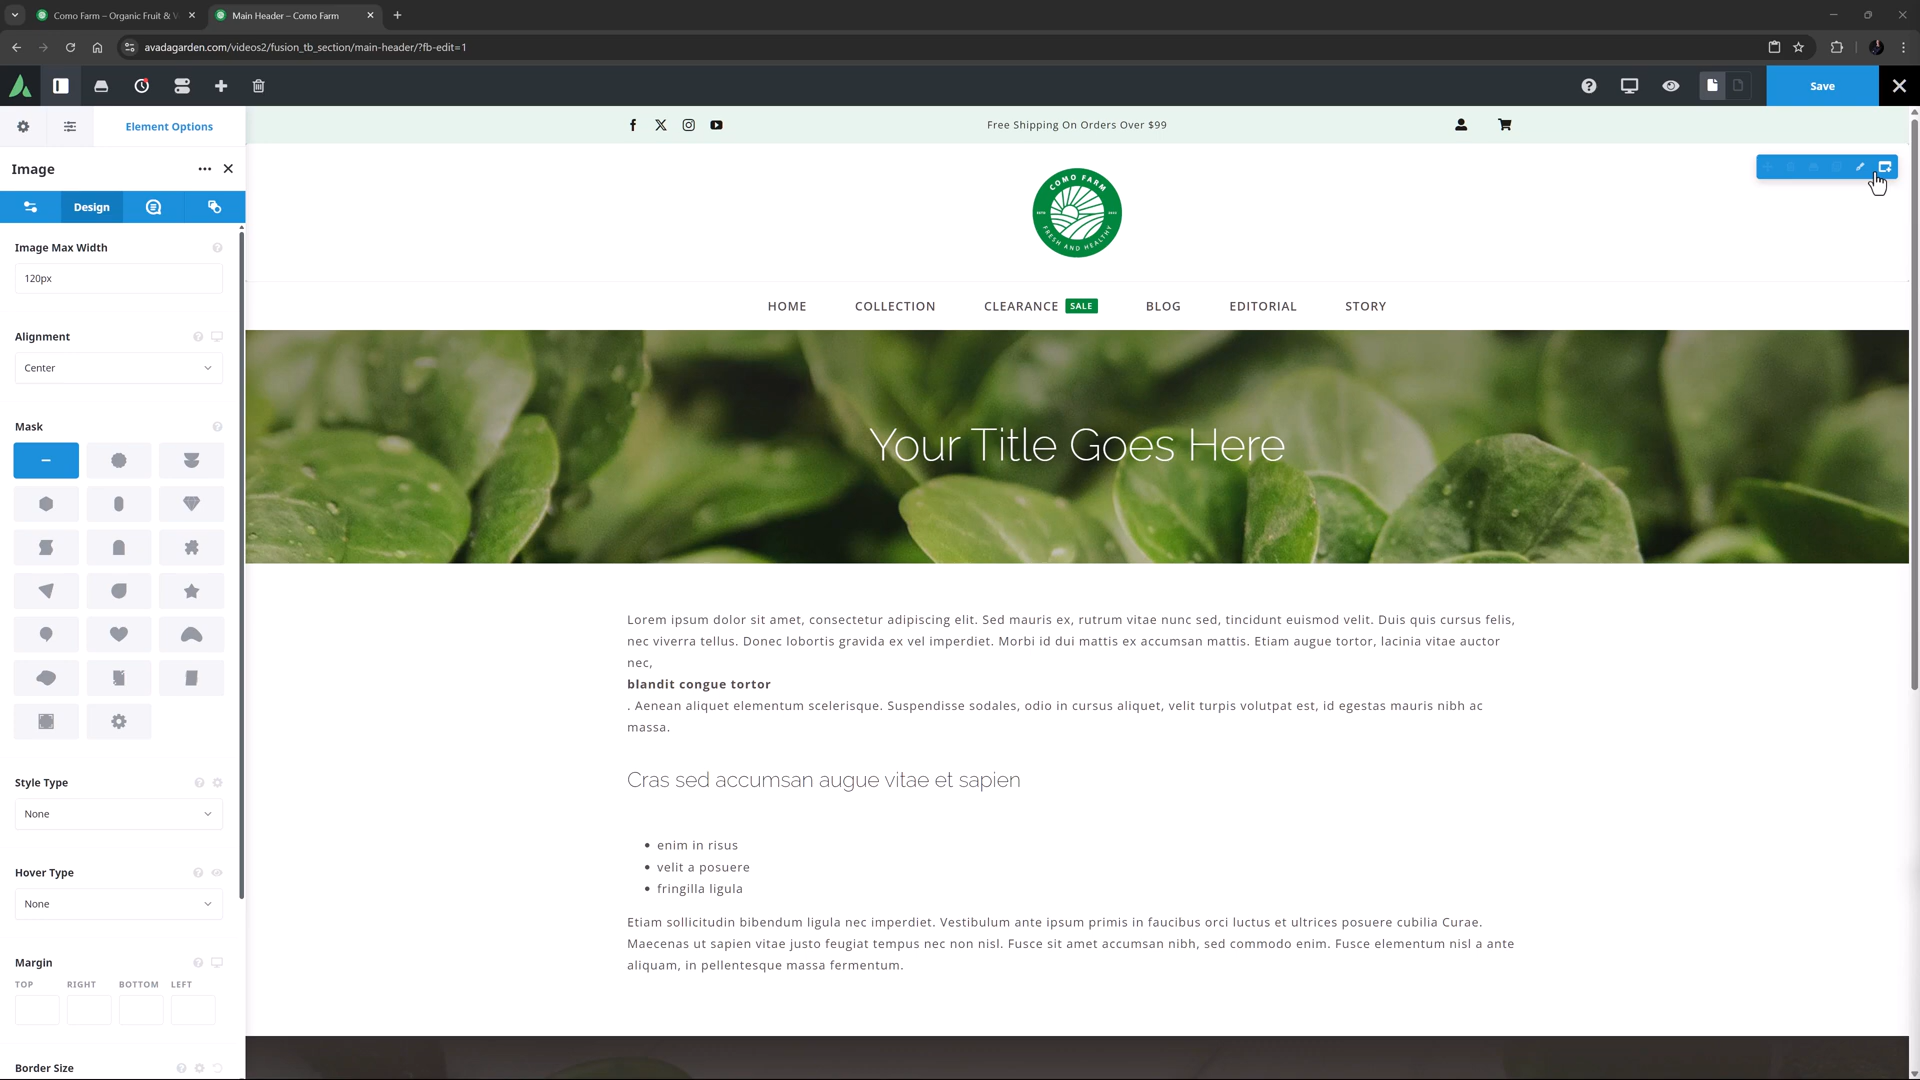 Como Farm – Organic Fruit & V
Main Header – Como Farm
avadagarden.com/videos2/fusion_tb_section/main-header/?fb-edit=1
Save
Element Options
Image
Design
Image Max Width
120px
Alignment
Center
Mask
Style Type
None
Hover Type
None
Margin
TOP RIGHT BOTTOM LEFT
Border Size
Free Shipping On Orders Over $99
COMO FARM
FRESH AND HEALTHY
HOME COLLECTION CLEARANCE SALE BLOG EDITORIAL STORY
Your Title Goes Here
Lorem ipsum dolor sit amet, consectetur adipiscing elit. Sed mauris ex, rutrum vitae nunc sed, tincidunt euismod velit. Duis quis cursus felis,
nec viverra tellus. Donec lobortis gravida ex vel imperdiet. Morbi id dui mattis ex accumsan mattis. Etiam augue tortor, lacinia vitae auctor
nec,
blandit congue tortor
. Aenean aliquet elementum scelerisque. Suspendisse sodales, odio in cursus aliquet, velit turpis volutpat est, id egestas mauris nibh ac
massa.
Cras sed accumsan augue vitae et sapien
• enim in risus
• velit a posuere
• fringilla ligula
Etiam sollicitudin bibendum ligula nec imperdiet. Vestibulum ante ipsum primis in faucibus orci luctus et ultrices posuere cubilia Curae.
Maecenas ut sapien vitae justo feugiat tempus nec non nisl. Fusce sit amet accumsan nibh, sed commodo enim. Fusce elementum nisl a ante
aliquam, in pellentesque massa fermentum.